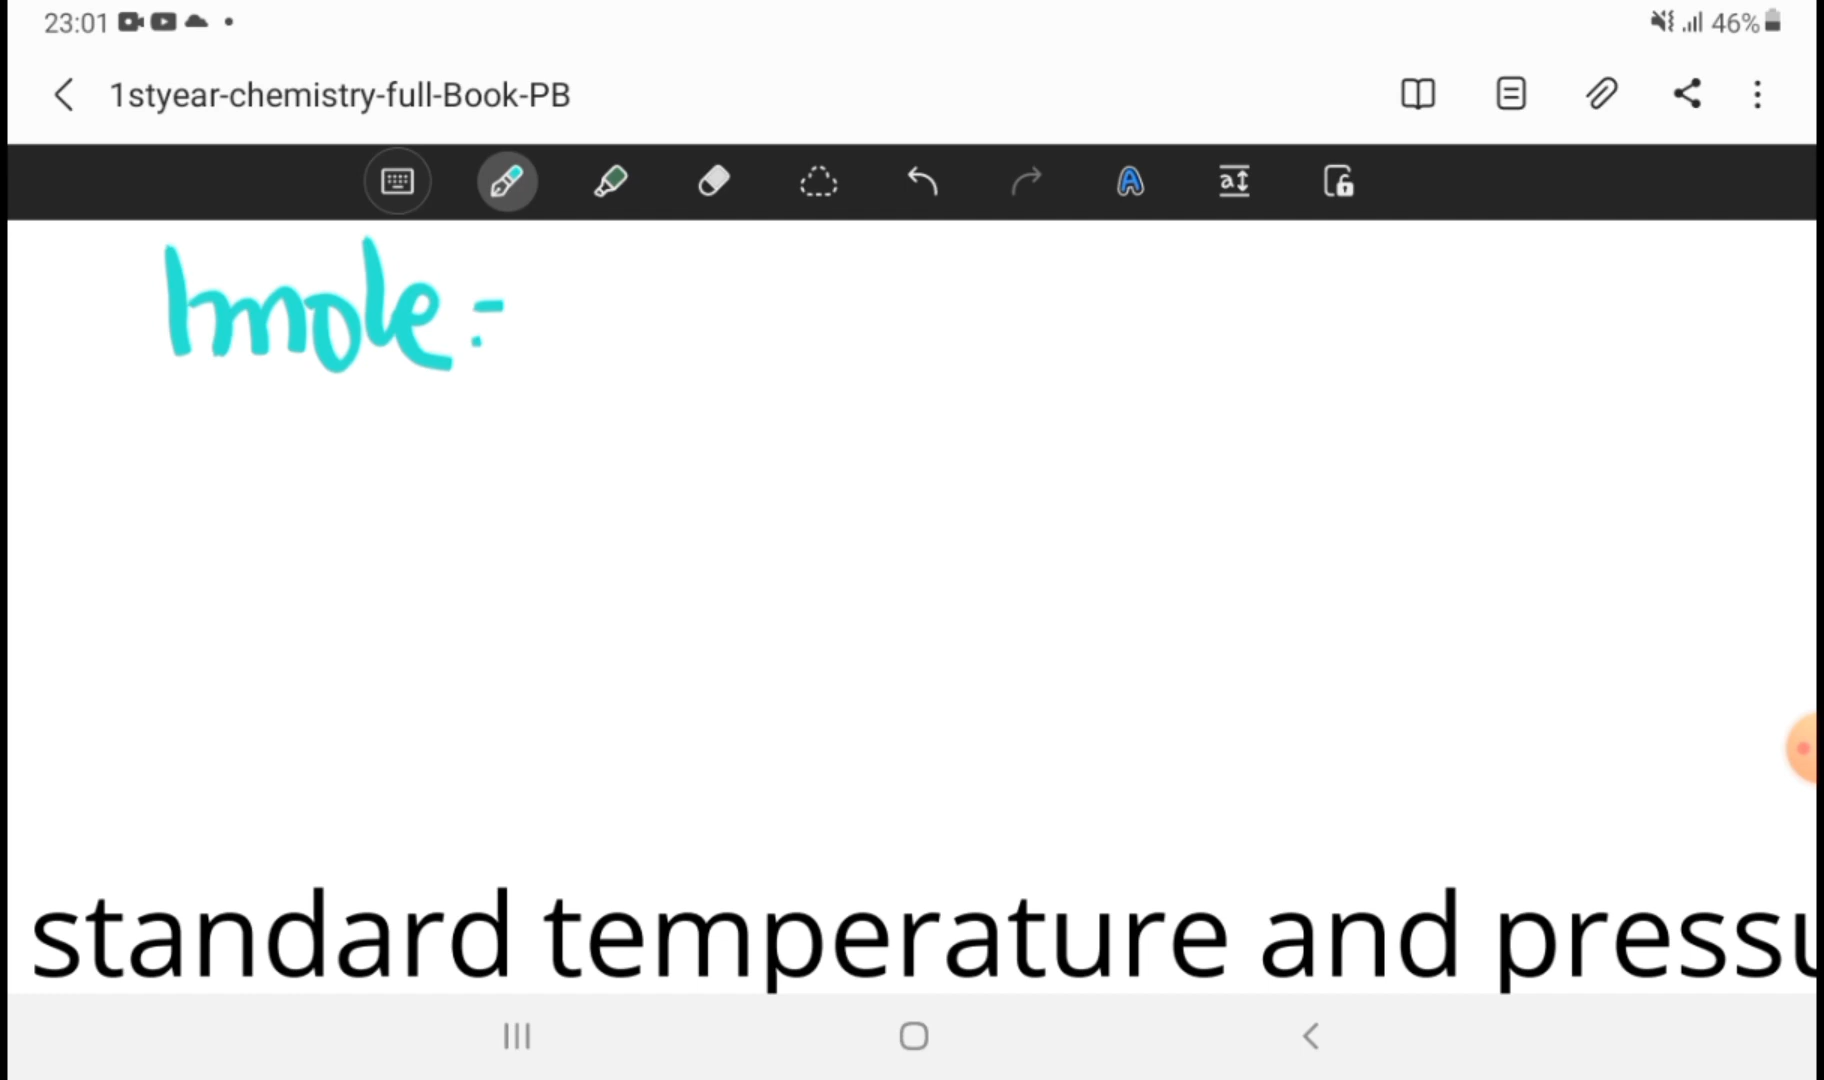 23:01 46%
1styear-chemistry-full-Book-PB
1mole:-
standard temperature and pressu